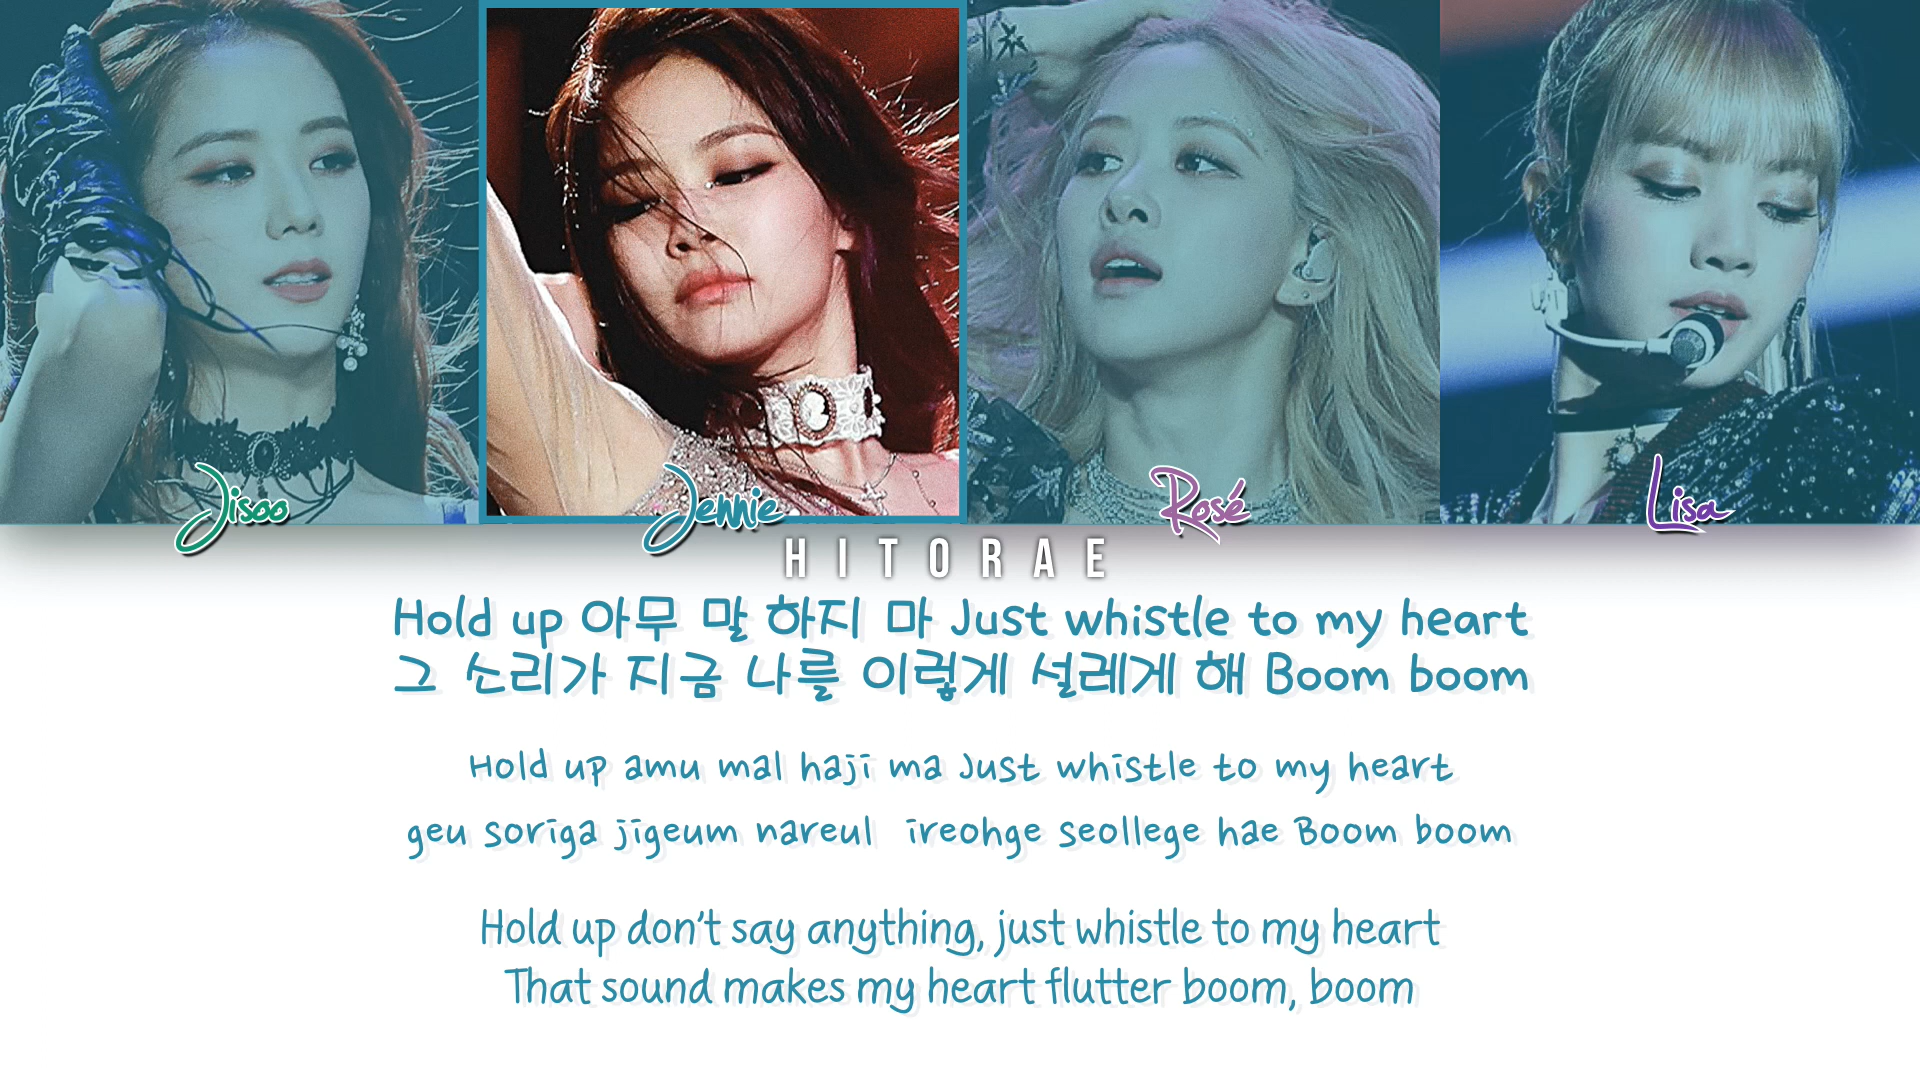 Jisoo
Jennie
Rosé
Lisa
HITORAE
Hold up 아무 말 하지 마 Just whistle to my heart
그 소리가 지금 나를 이렇게 설레게 해 Boom boom
Hold up amu mal haji ma Just whistle to my heart
geu soriga jigeum nareul ireohge seollege hae Boom boom
Hold up don't say anything, just whistle to my heart
That sound makes my heart flutter boom, boom